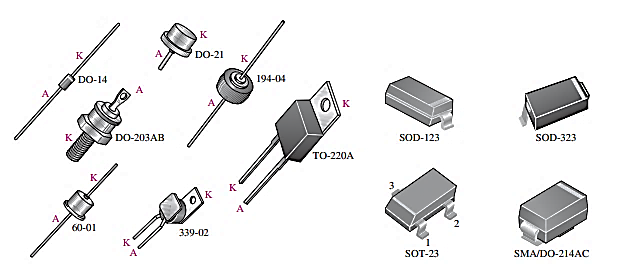 K
DO-14
A
DO-21
K
A
K
194-04
A
A
DO-203AB
K
K
TO-220A
K
A
K
A
60-01
K
339-02
K
A
SOD-123
SOD-323
3
2
1
SOT-23
SMA/DO-214AC